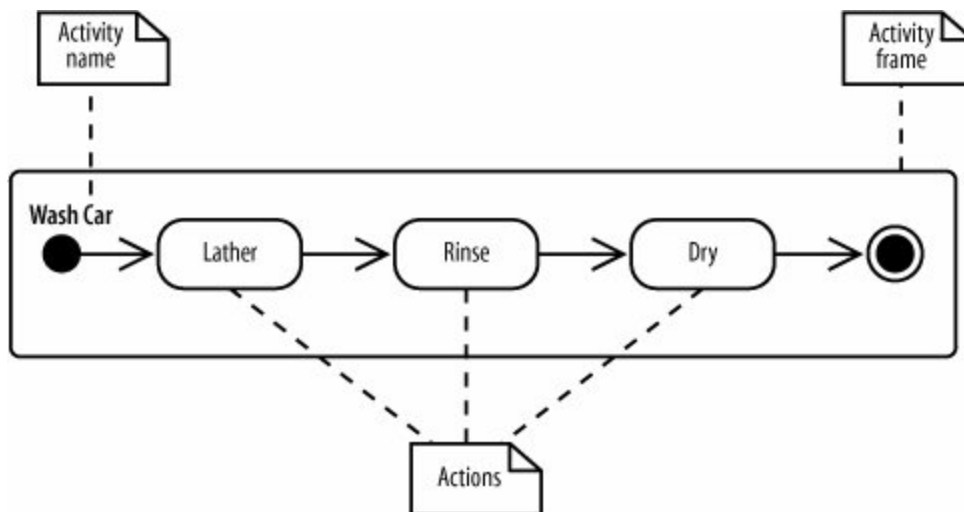 Activity
name
Activity
frame
Wash Car
Lather
Rinse
Dry
Actions